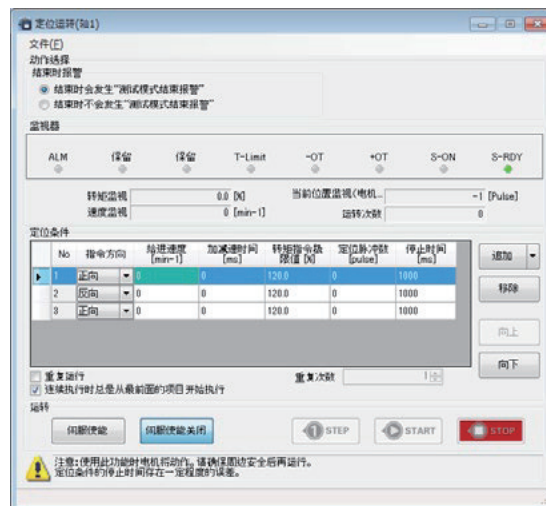 定位运转(轴1)
文件(F)
动作选择
结束时报警
结束时会发生"测试模式结束报警"
结束时不会发生"测试模式结束报警"
监视器
ALM 保留 保留 T-Limit -OT +OT S-ON S-RDY
转矩监视 0.0 [%] 当前位置监视(电机... -1 [Pulse]
速度监视 0 [min-1] 运转次数 0
定位条件
No 指令方向 给进速度 [min-1] 加减速时间 [ms] 转矩指令极限值 [%] 定位脉冲数 [pulse] 停止时间 [ms]
1 正向 0 0 120.0 0 1000
2 反向 0 0 120.0 0 1000
3 正向 0 0 120.0 0 1000
追加
移除
向上
向下
重复运行 重复次数 1
连续执行时总是从最前面的项目开始执行
运转
伺服使能 伺服使能关闭 STEP START STOP
注意:使用此功能时电机将动作。请确保周边安全后再运行。
定位条件的停止时间存在一定程度的误差。